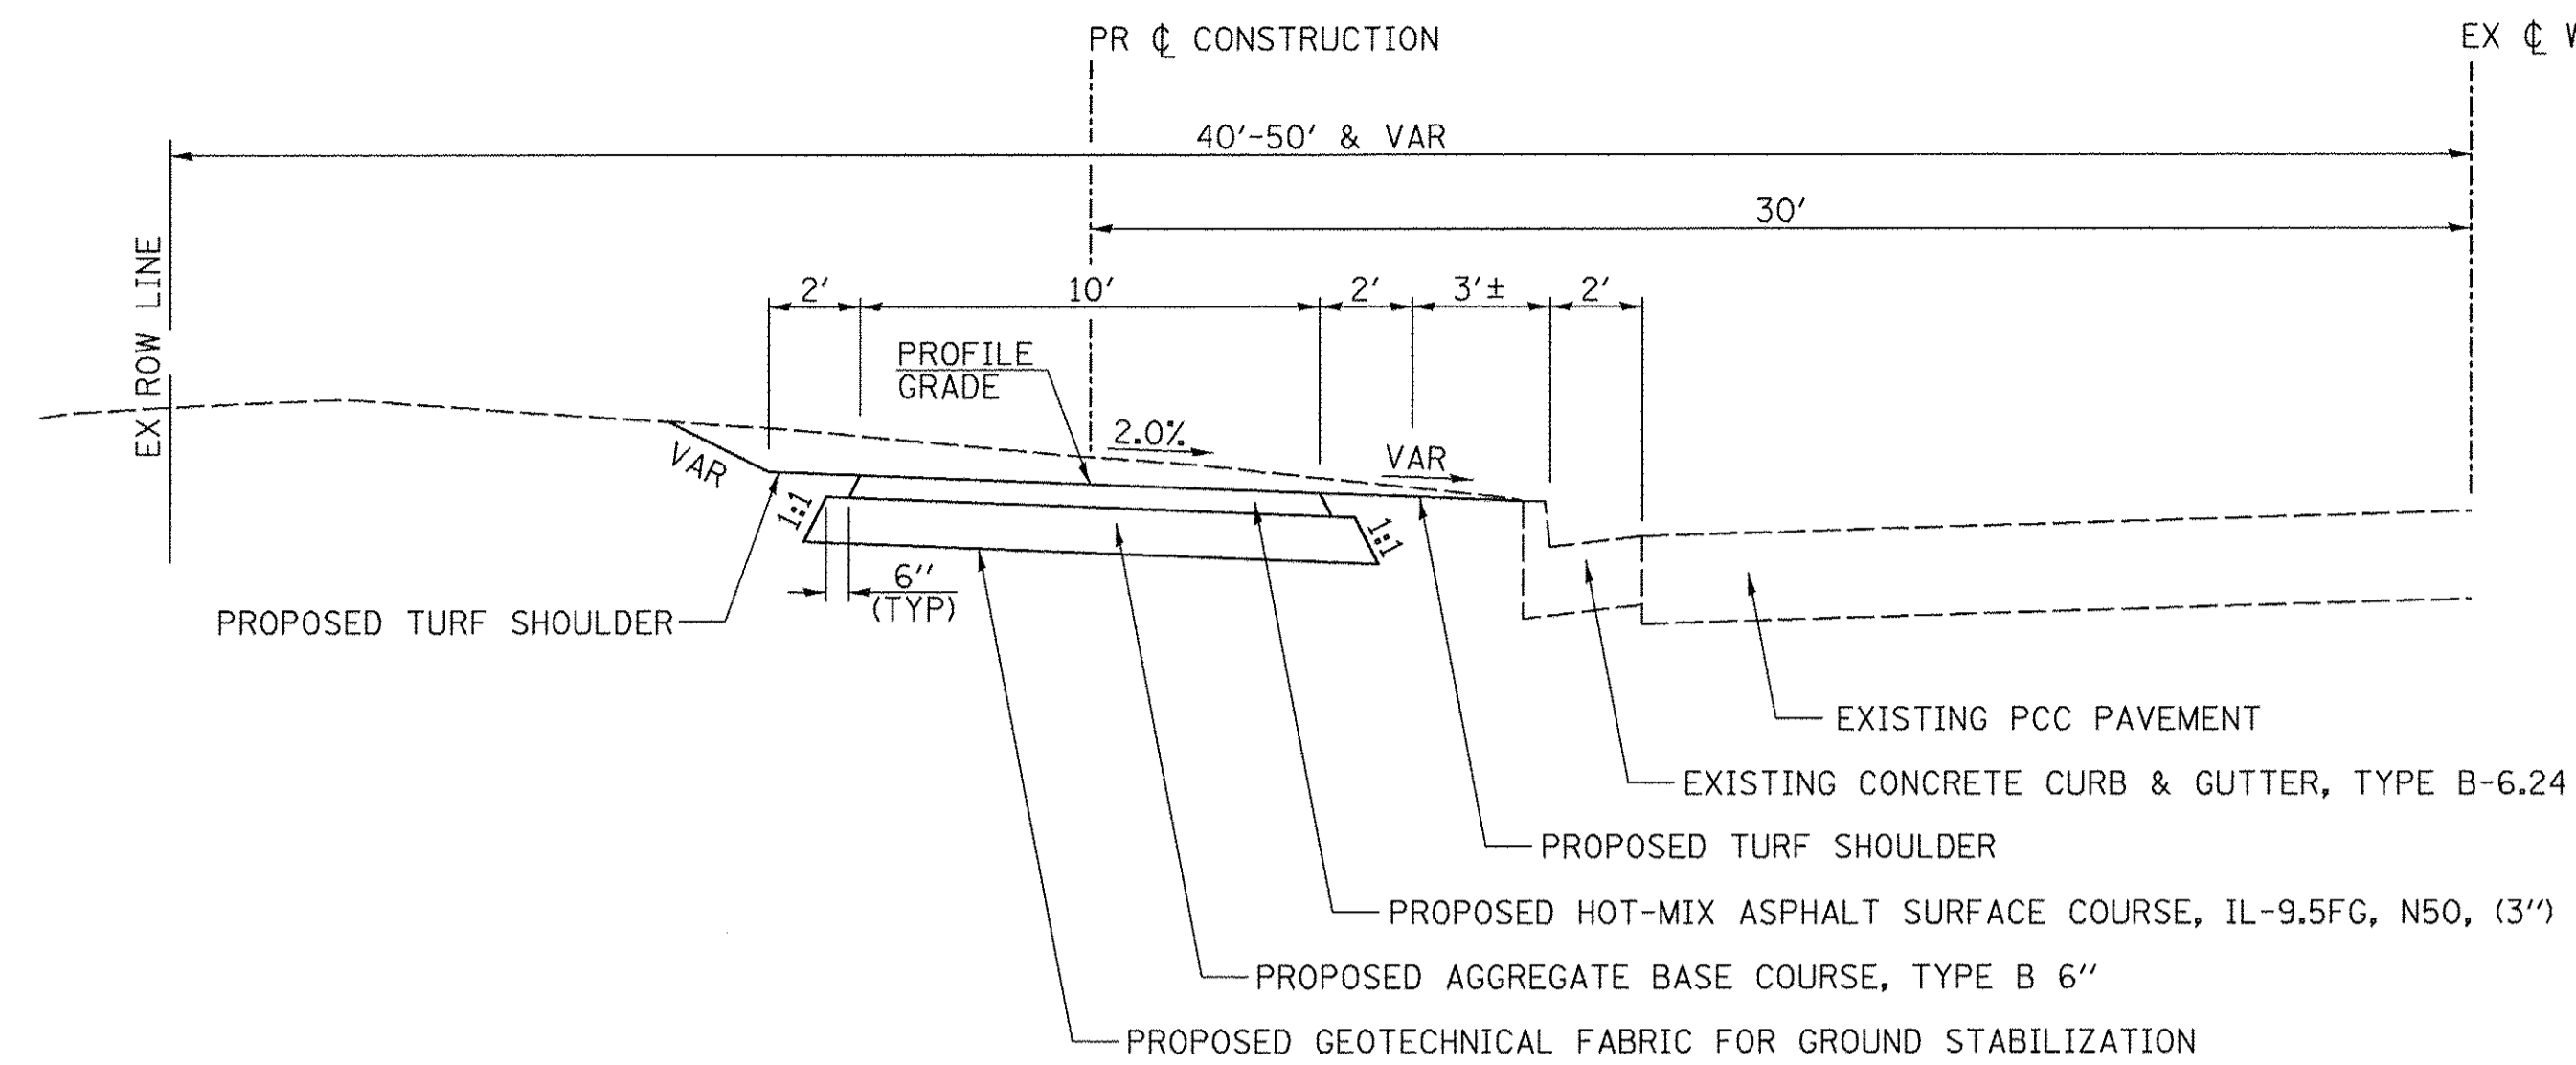 PR ℄ CONSTRUCTION
EX ℄ W
40'-50' & VAR
30'
EX ROW LINE
2'
10'
2'
3'±
2'
PROFILE
GRADE
2.0%
VAR
VAR
1:1
1:1
6"
(TYP)
PROPOSED TURF SHOULDER
EXISTING PCC PAVEMENT
EXISTING CONCRETE CURB & GUTTER, TYPE B-6.24
PROPOSED TURF SHOULDER
PROPOSED HOT-MIX ASPHALT SURFACE COURSE, IL-9.5FG, N50, (3")
PROPOSED AGGREGATE BASE COURSE, TYPE B 6"
PROPOSED GEOTECHNICAL FABRIC FOR GROUND STABILIZATION